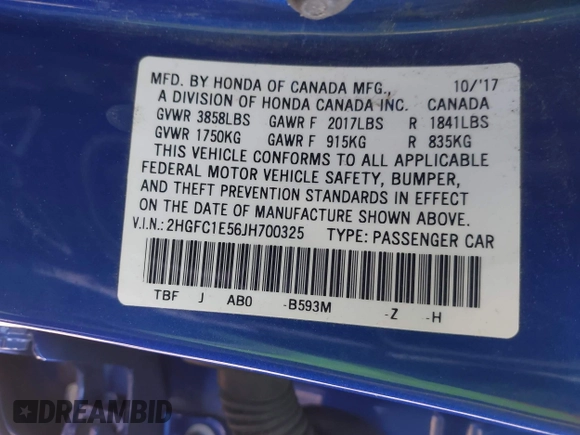 MFD. BY HONDA OF CANADA MFG., 10/'17
A DIVISION OF HONDA CANADA INC. CANADA
GVWR 3858LBS GAWR F 2017LBS R 1841LBS
GVWR 1750KG GAWR F 915KG R 835KG
THIS VEHICLE CONFORMS TO ALL APPLICABLE
FEDERAL MOTOR VEHICLE SAFETY, BUMPER,
AND THEFT PREVENTION STANDARDS IN EFFECT
ON THE DATE OF MANUFACTURE SHOWN ABOVE.
V.I.N.: 2HGFC1E56JH700325 TYPE: PASSENGER CAR
TBF J AB0 -B593M -Z -H
DREAMBID